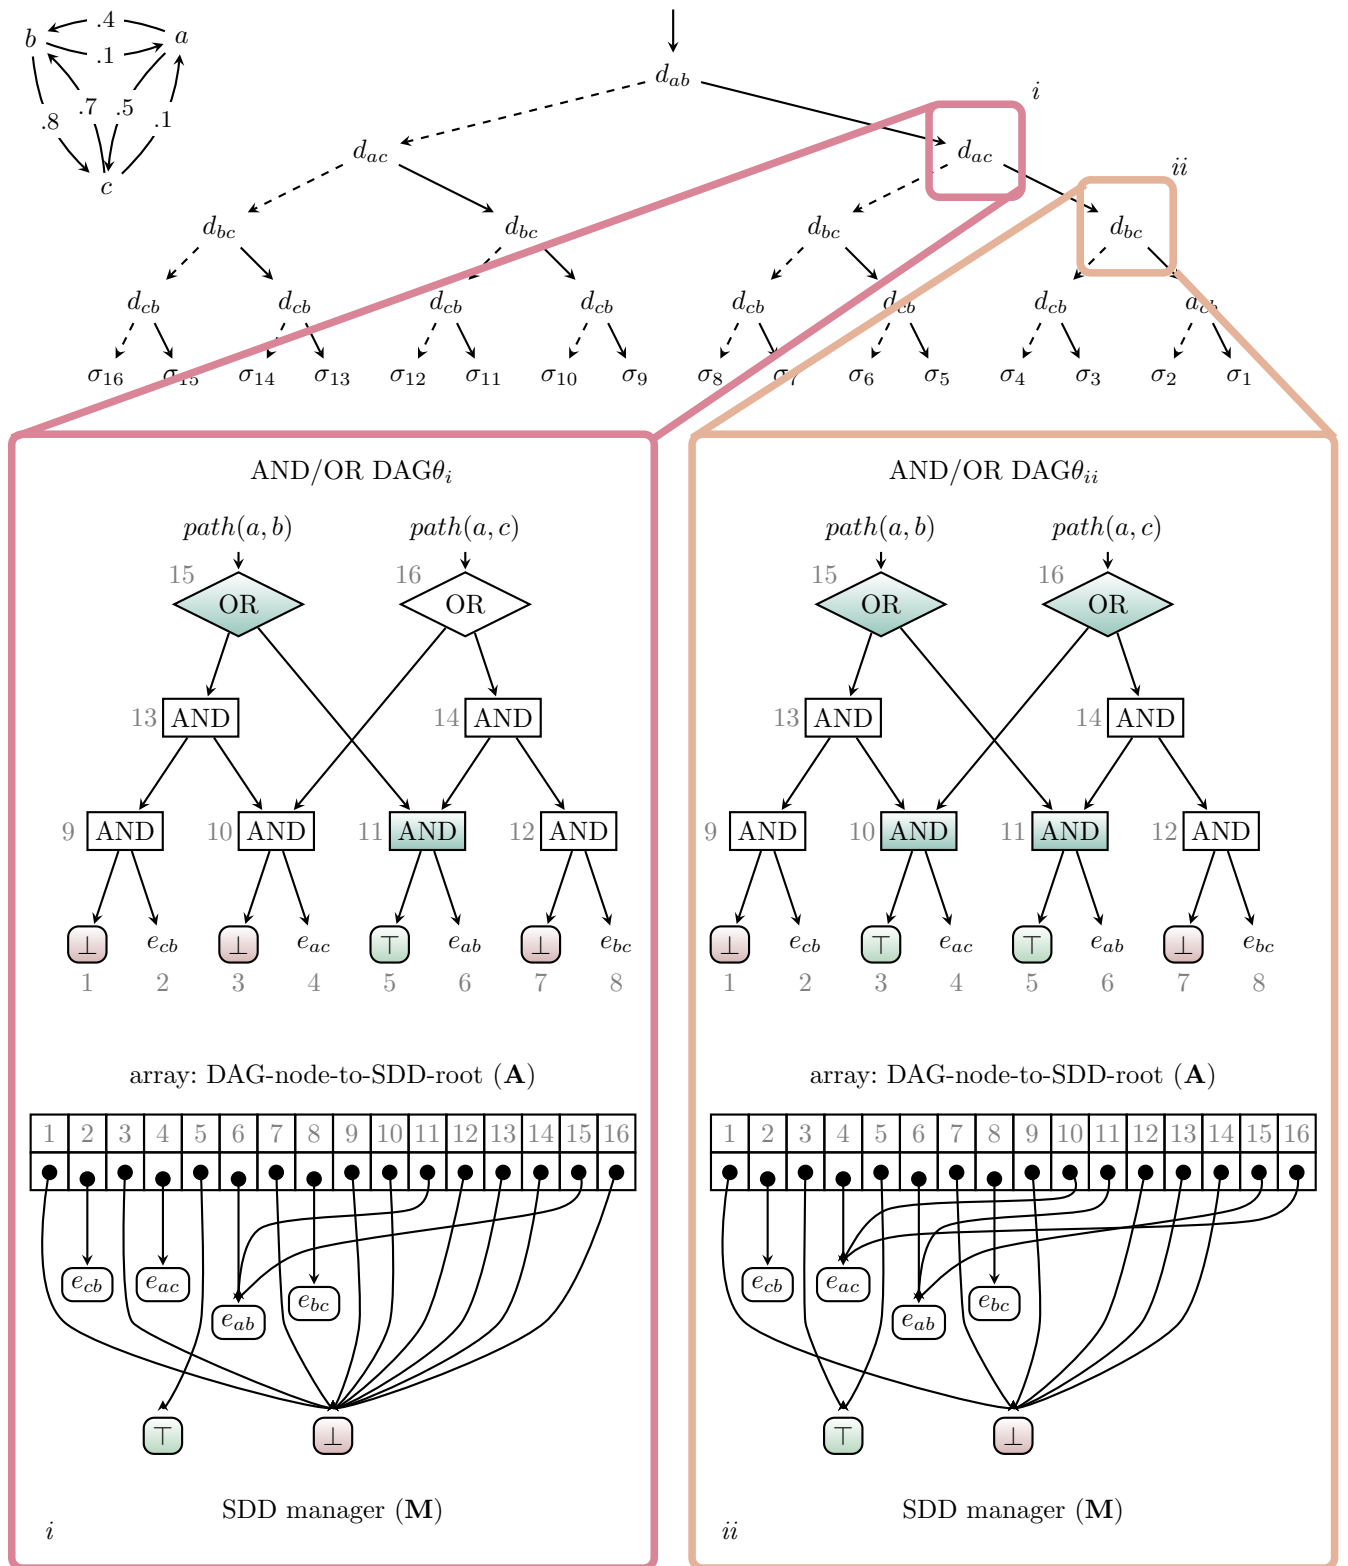 b .4 a
.1
.8 .7 .5 .1
c
d_ab
i
d_ac d_ac
ii
d_bc d_bc d_bc d_bc
d_cb d_cb d_cb d_cb d_cb d_cb d_cb d_cb
σ16 σ15 σ14 σ13 σ12 σ11 σ10 σ9 σ8 σ7 σ6 σ5 σ4 σ3 σ2 σ1
AND/OR DAGθ_i
path(a, b) path(a, c)
15 16
OR OR
13 AND 14 AND
9 AND 10 AND 11 AND 12 AND
⊥ e_cb ⊥ e_ac ⊤ e_ab ⊥ e_bc
1 2 3 4 5 6 7 8
array: DAG-node-to-SDD-root (A)
1 2 3 4 5 6 7 8 9 10 11 12 13 14 15 16
e_cb e_ac e_ab e_bc
⊤ ⊥
SDD manager (M)
i
AND/OR DAGθ_ii
path(a, b) path(a, c)
15 16
OR OR
13 AND 14 AND
9 AND 10 AND 11 AND 12 AND
⊥ e_cb ⊤ e_ac ⊤ e_ab ⊥ e_bc
1 2 3 4 5 6 7 8
array: DAG-node-to-SDD-root (A)
1 2 3 4 5 6 7 8 9 10 11 12 13 14 15 16
e_cb e_ac e_ab e_bc
⊤ ⊥
SDD manager (M)
ii